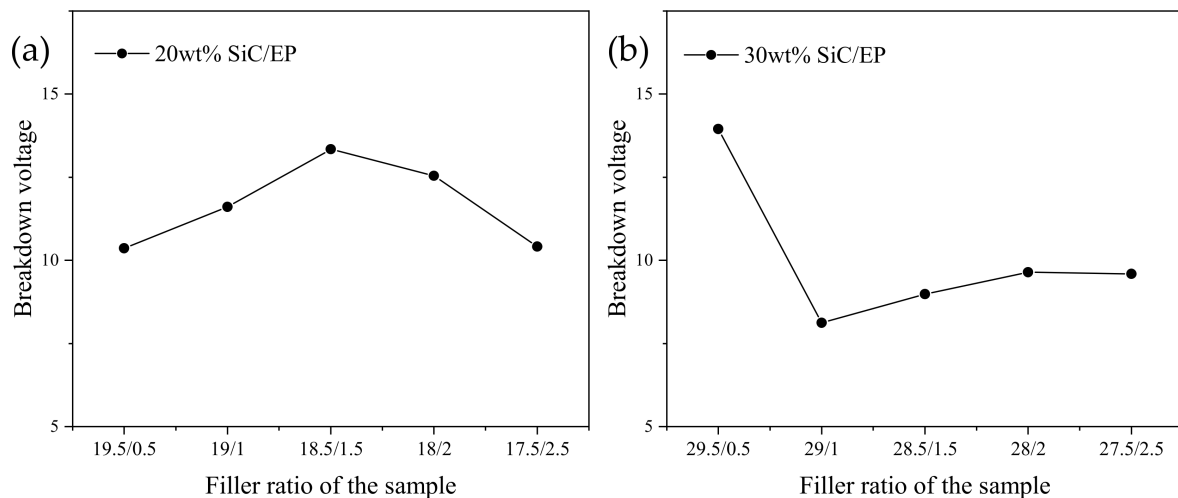 (a)
20wt% SiC/EP
15
10
5
Breakdown voltage
19.5/0.5 19/1 18.5/1.5 18/2 17.5/2.5
Filler ratio of the sample
(b)
30wt% SiC/EP
15
10
5
Breakdown voltage
29.5/0.5 29/1 28.5/1.5 28/2 27.5/2.5
Filler ratio of the sample